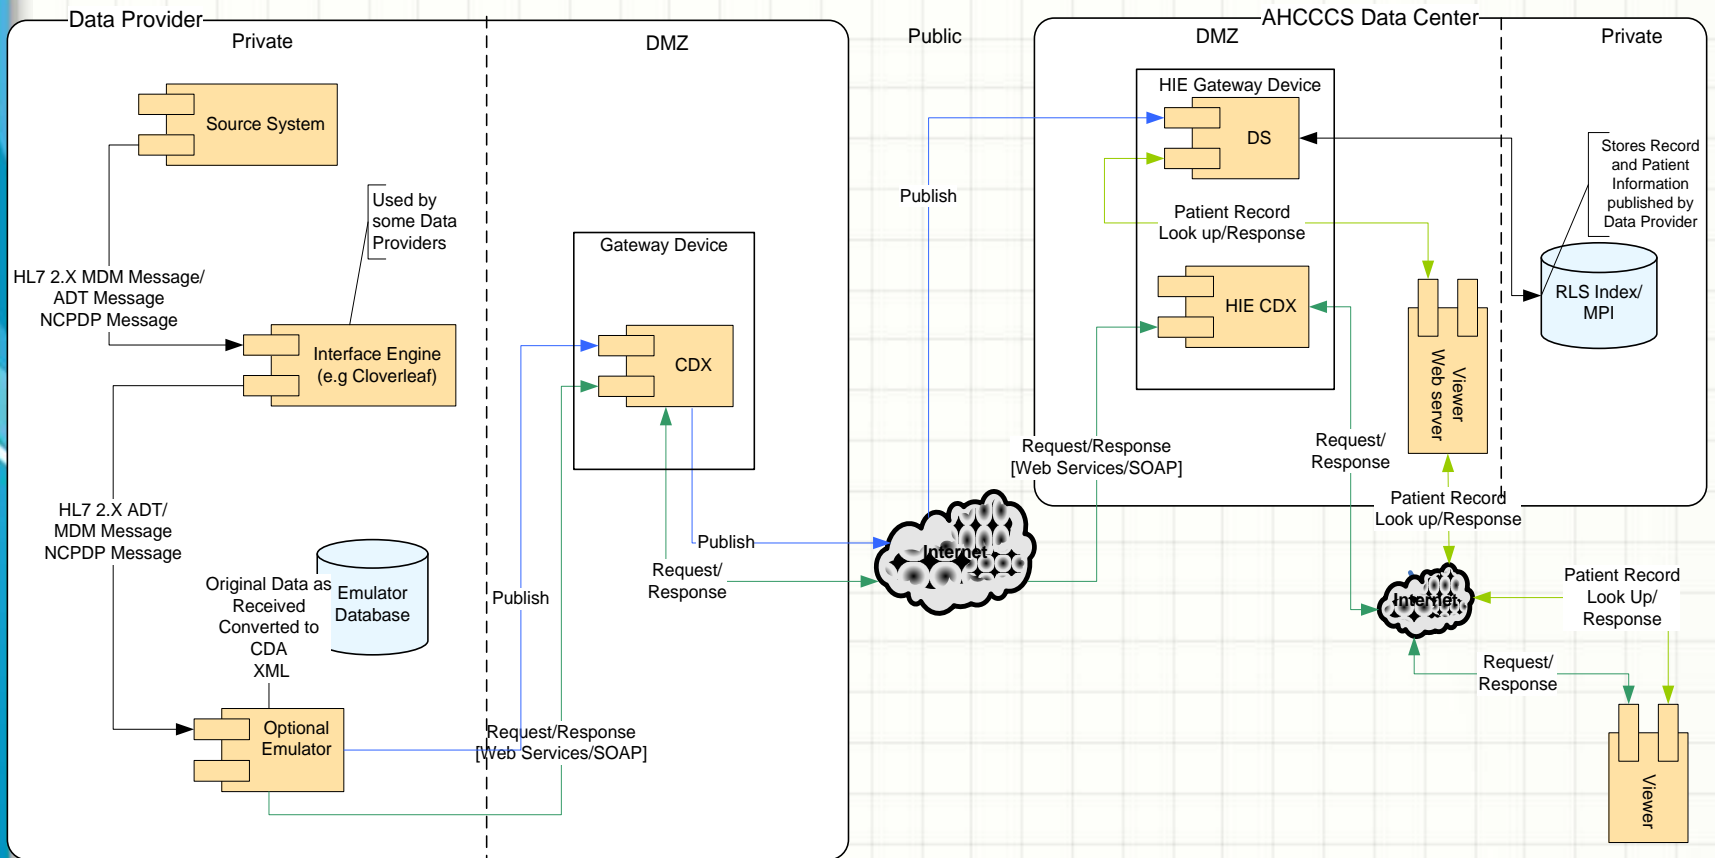 Data Provider
Private
DMZ
Source System
Used by
some Data
Providers
HL7 2.X MDM Message/
ADT Message
NCPDP Message
Interface Engine
(e.g Cloverleaf)
HL7 2.X ADT/
MDM Message
NCPDP Message
Original Data as
Received
Converted to
CDA
XML
Emulator
Database
Optional
Emulator
Publish
Request/Response
[Web Services/SOAP]
Gateway Device
CDX
Publish
Request/
Response
Public
Publish
Internet
Request/Response
[Web Services/SOAP]
AHCCCS Data Center
DMZ
Private
HIE Gateway Device
DS
Patient Record
Look up/Response
HIE CDX
Request/
Response
Viewer
Web server
Stores Record
and Patient
Information
published by
Data Provider
RLS Index/
MPI
Patient Record
Look up/Response
Internet
Patient Record
Look Up/
Response
Request/
Response
Viewer